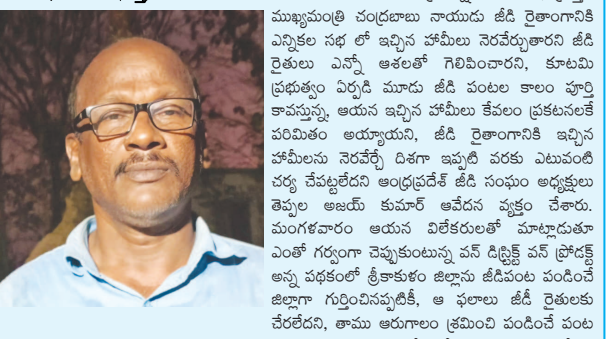 ముఖ్యమంత్రి చంద్రబాబు నాయుడు జీడి రైతాంగానికి
ఎన్నికల సభ లో ఇచ్చిన హామీలు నెరవేర్చుతారని జీడి
రైతులు ఎన్నో ఆశలతో గెలిపించారని, కూటమి
ప్రభుత్వం ఏర్పడి మూడు జీడి పంటల కాలం పూర్తి
కావస్తున్న, ఆయన ఇచ్చిన హామీలు కేవలం ప్రకటనలకే
పరిమితం అయ్యాయని, జీడి రైతాంగానికి ఇచ్చిన
హామీలను నెరవేర్చే దిశగా ఇప్పటి వరకు ఎటువంటి
చర్య చేపట్టలేదని ఆంధ్రప్రదేశ్ జీడి సంఘం అధ్యక్షులు
తెప్పల అజయ్ కుమార్ ఆవేదన వ్యక్తం చేశారు.
మంగళవారం ఆయన విలేకరులతో మాట్లాడుతూ
ఎంతో గర్వంగా చెప్పుకుంటున్న వన్ డిస్ట్రిక్ట్ వన్ ప్రోడక్ట్
అన్న పథకంలో శ్రీకాకుళం జిల్లాను జీడిపంట పండించే
జిల్లాగా గుర్తించినప్పటికీ, ఆ ఫలాలు జీడి రైతులకు
చేరలేదని, తాము ఆరుగాలం శ్రమించి పండించే పంట